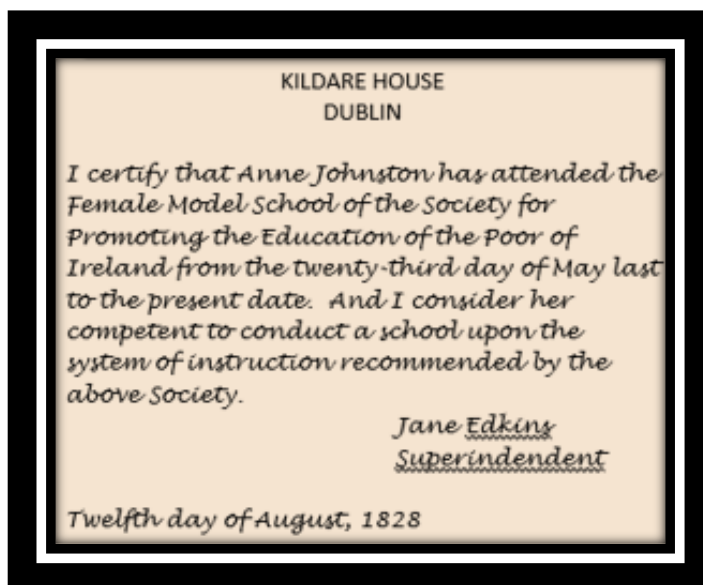 KILDARE HOUSE
DUBLIN
I certify that Anne Johnston has attended the
Female Model School of the Society for
Promoting the Education of the Poor of
Ireland from the twenty-third day of May last
to the present date. And I consider her
competent to conduct a school upon the
system of instruction recommended by the
above Society.
Jane Edkins
Superindendent
Twelfth day of August, 1828